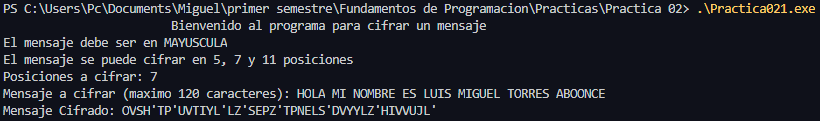 PS C:\Users\Pc\Documents\Miguel\primer semestre\Fundamentos de Programacion\Practicas\Practica 02> .\Practica021.exe
Bienvenido al programa para cifrar un mensaje
El mensaje debe ser en MAYUSCULA
El mensaje se puede cifrar en 5, 7 y 11 posiciones
Posiciones a cifrar: 7
Mensaje a cifrar (maximo 120 caracteres): HOLA MI NOMBRE ES LUIS MIGUEL TORRES ABOONCE
Mensaje Cifrado: OVSH'TP'UVTIYL'LZ'SEPZ'TPNELS'DVYYLZ'HIVVUJL'